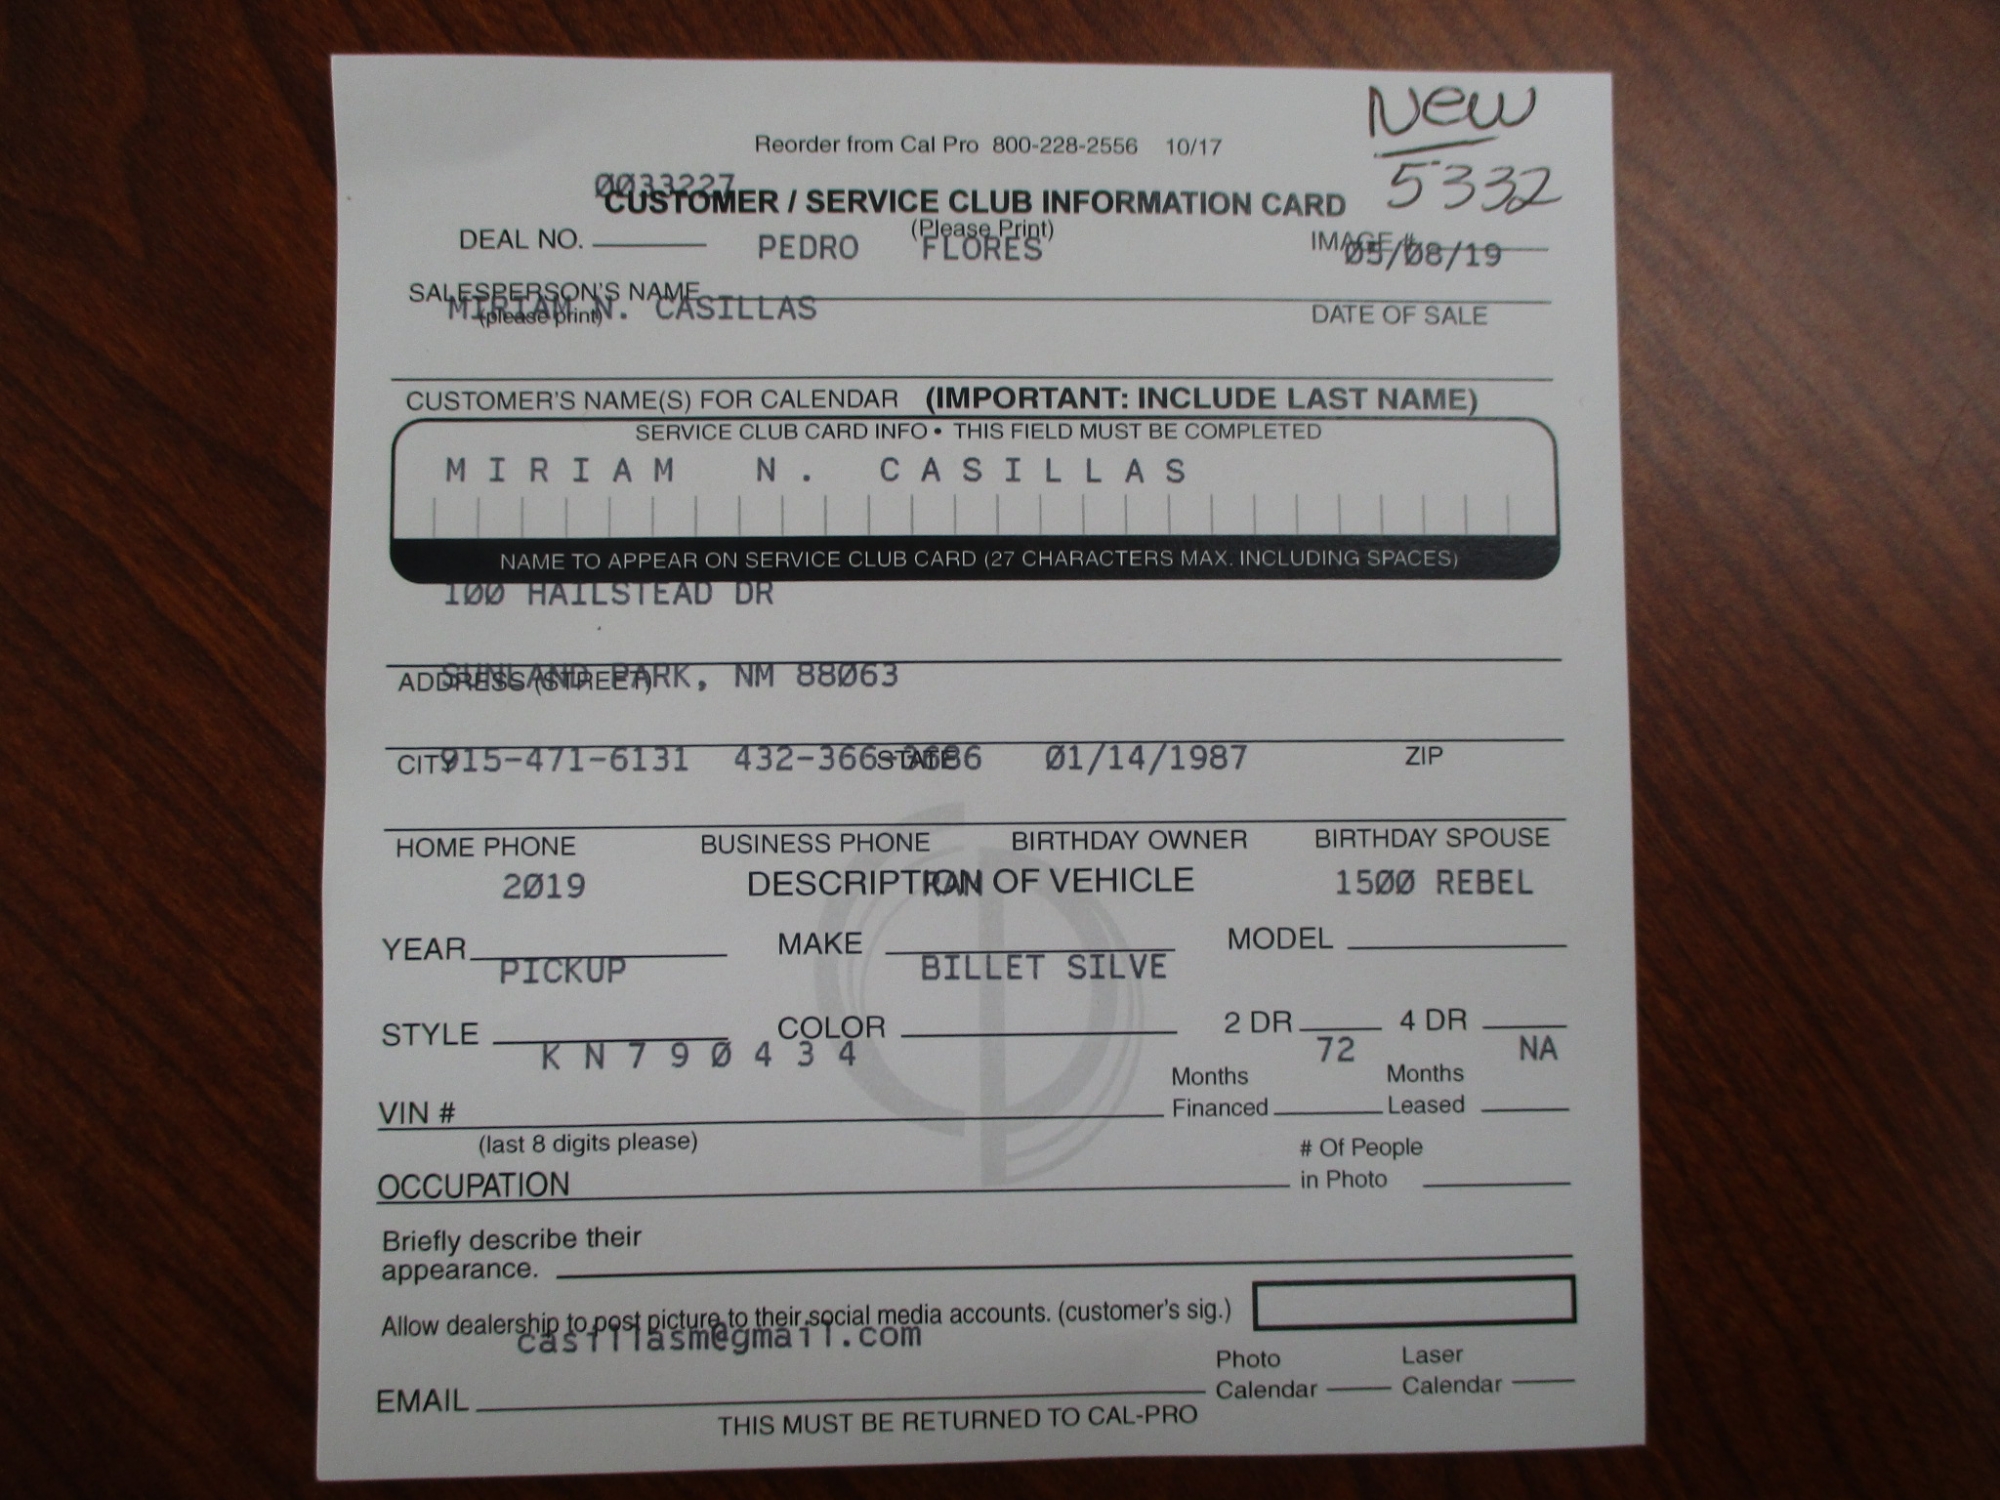 New
Reorder from Cal Pro 800-228-2556 10/17
5332
0033227
CUSTOMER / SERVICE CLUB INFORMATION CARD
(Please Print)
DEAL NO. PEDRO FLORES IMAGE #
05/08/19
SALESPERSON'S NAME
MIRIAM N. CASILLAS
(please print) DATE OF SALE
CUSTOMER'S NAME(S) FOR CALENDAR (IMPORTANT: INCLUDE LAST NAME)
SERVICE CLUB CARD INFO • THIS FIELD MUST BE COMPLETED
MIRIAM N. CASILLAS
NAME TO APPEAR ON SERVICE CLUB CARD (27 CHARACTERS MAX. INCLUDING SPACES)
100 HAILSTEAD DR
SUNLAND PARK, NM 88063
ADDRESS (STREET)
915-471-6131 432-366-3686 01/14/1987
CITY STATE ZIP
HOME PHONE BUSINESS PHONE BIRTHDAY OWNER BIRTHDAY SPOUSE
DESCRIPTION OF VEHICLE
2019 RAM 1500 REBEL
YEAR MAKE MODEL
PICKUP BILLET SILVE
STYLE COLOR 2 DR 4 DR
KN790434 72 NA
VIN # Months Financed Months Leased
(last 8 digits please)
OCCUPATION # Of People in Photo
Briefly describe their
appearance.
Allow dealership to post picture to their social media accounts. (customer's sig.)
casillasm@gmail.com
EMAIL Photo Calendar Laser Calendar
THIS MUST BE RETURNED TO CAL-PRO